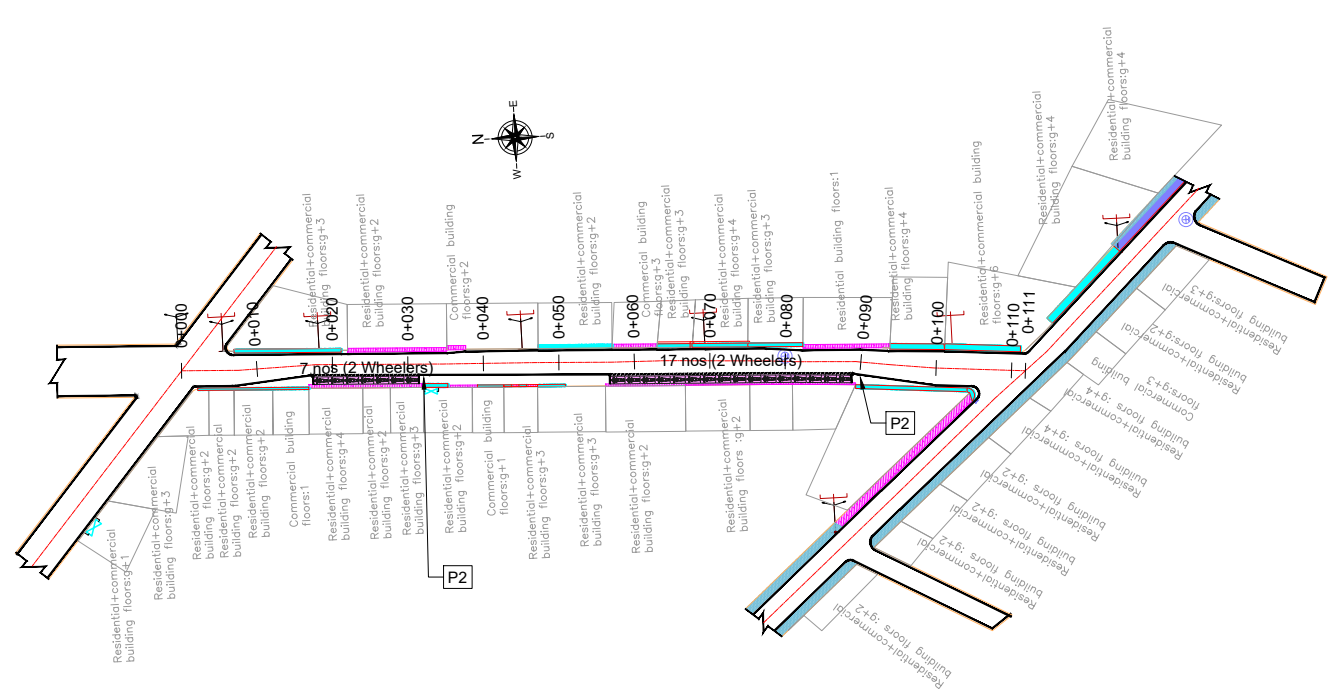 E
N
S
W
Residential+commercial
building floors:g+3
Residential+commercial
building floors:g+2
Commercial building
floors:g+2
Residential+commercial
building floors:g+2
Commercial building
floors:g+3
Residential+commercial
building floors:g+3
Residential+commercial
building floors:g+4
Residential+commercial
building floors:g+3
Residential building floors:1
Residential+commercial
building floors:g+4
Residential+commercial building
floors:g
Residential+commercial
building floors:g+4
Residential+commercial
building floors:g+4
0+000
0+010
0+020
0+030
0+040
0+050
0+060
0+070
0+080
0+090
0+100
0+110
0+111
7 nos (2 Wheelers)
17 nos (2 Wheelers)
P2
P2
Residential+commercial
building floors:g+1
Residential+commercial
building floors:g+3
Residential+commercial
building floors:g+2
Residential+commercial
building floors:g+2
Residential+commercial
building floors:g+2
Commercial building
floors:1
Residential+commercial
building floors:g+4
Residential+commercial
building floors:g+2
Residential+commercial
building floors:g+3
Residential+commercial
building floors:g+2
Commercial building
floors:g+1
Residential+commercial
building floors:g+3
Residential+commercial
building floors:g+3
Residential+commercial
building floors:g+2
Residential+commercial
building floors :g+2
Residential+commercial
building floors:g+3
Residential+commercial
building floors:g+2
Commercial building
floors:g+3
Residential+commercial
building floors :g+4
Residential+commercial
building floors :g+4
Residential+commercial
building floors :g+2
Residential+commercial
building floors :g+2
Residential+commercial
building floors :g+2
Residential+commercial
building floors :g+2